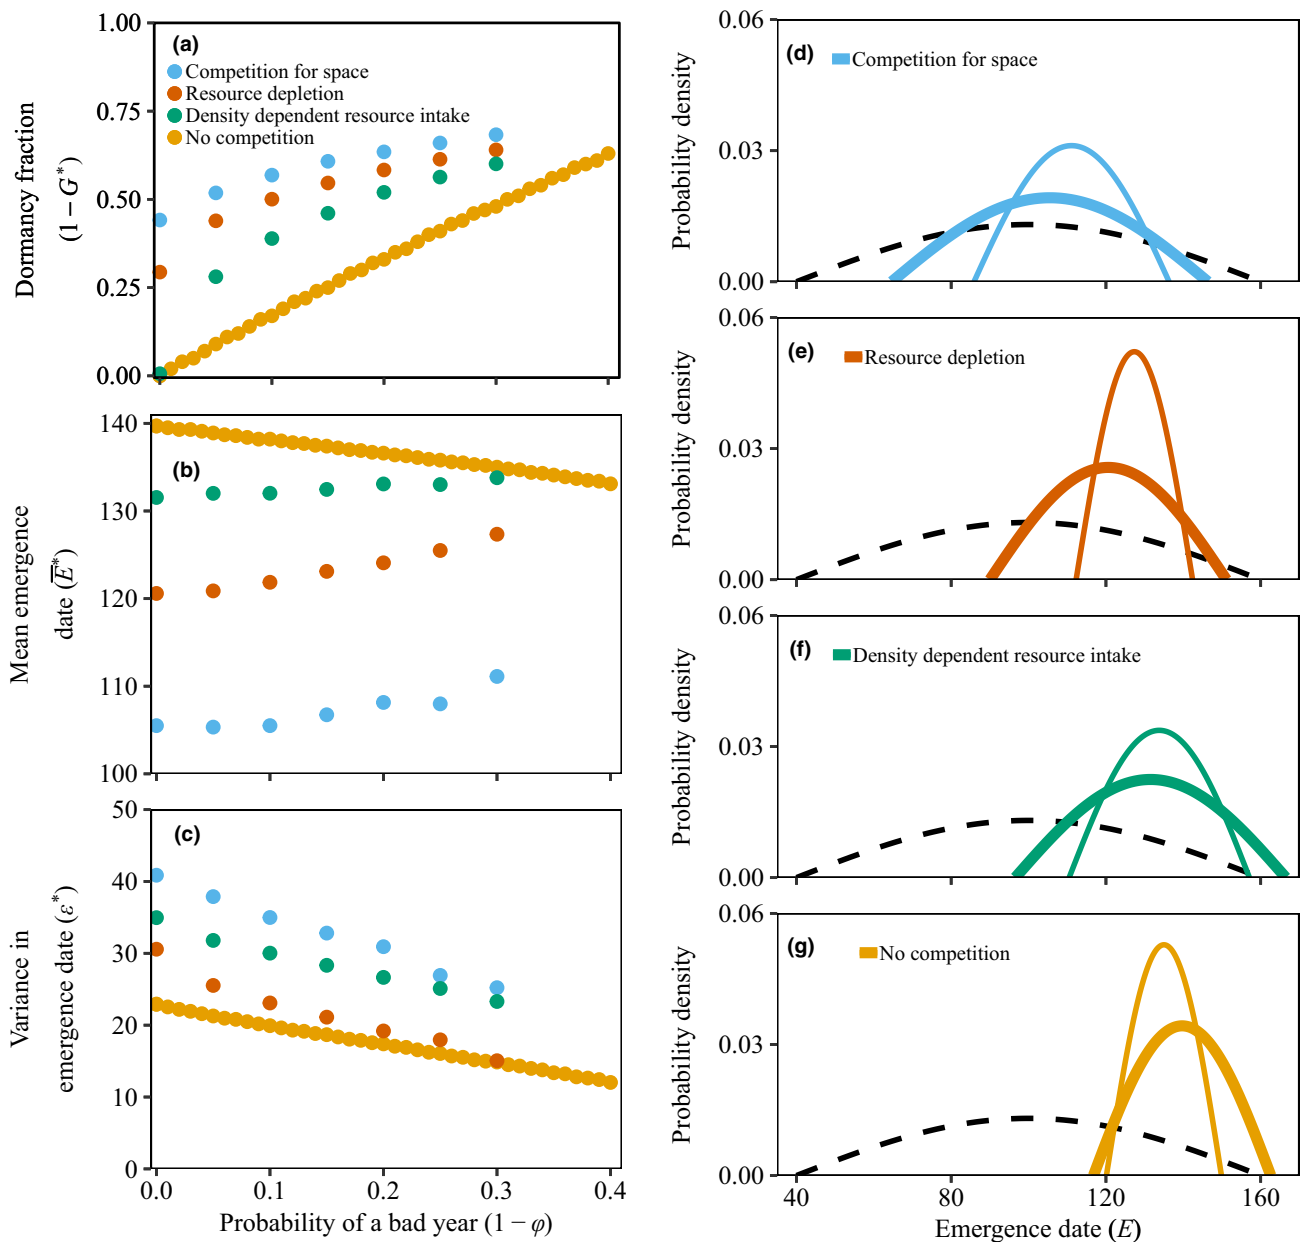 (a)
Competition for space
Resource depletion
Density dependent resource intake
No competition
1.00
0.75
0.50
0.25
0.00
Dormancy fraction
(1 − G*)
(b)
140
130
120
110
100
Mean emergence
date (E̅*)
(c)
50
40
30
20
10
0
Variance in
emergence date (ε*)
0.0 0.1 0.2 0.3 0.4
Probability of a bad year (1 − φ)
(d)
Competition for space
0.06
0.03
0.00
Probability density
(e)
Resource depletion
0.06
0.03
0.00
Probability density
(f)
Density dependent resource intake
0.06
0.03
0.00
Probability density
(g)
No competition
0.06
0.03
0.00
Probability density
40 80 120 160
Emergence date (E)